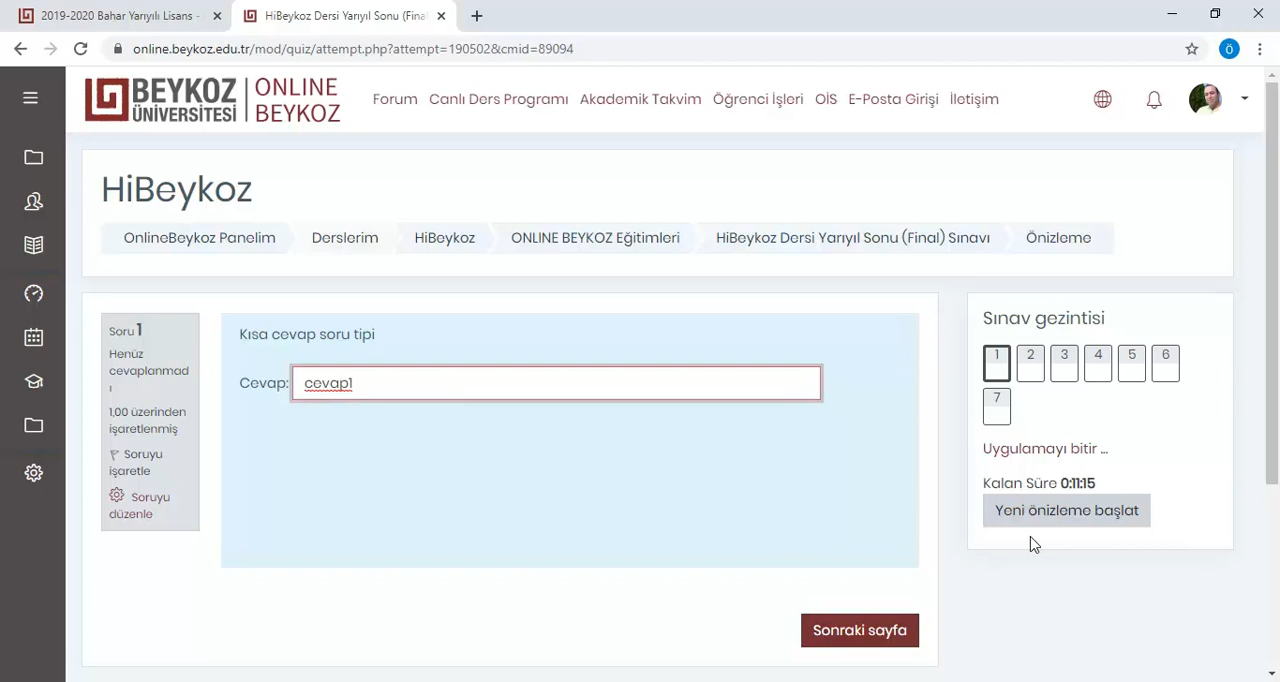 2019-2020 Bahar Yarıyılı Lisans -
HiBeykoz Dersi Yarıyıl Sonu (Fina
online.beykoz.edu.tr/mod/quiz/attempt.php?attempt=190502&cmid=89094
Ö
BEYKOZ
ÜNİVERSİTESİ
ONLINE
BEYKOZ
Forum Canlı Ders Programı Akademik Takvim Öğrenci İşleri OİS E-Posta Girişi İletişim
HiBeykoz
OnlineBeykoz Panelim Derslerim HiBeykoz ONLINE BEYKOZ Eğitimleri HiBeykoz Dersi Yarıyıl Sonu (Final) Sınavı Önizleme
Soru 1
Henüz
cevaplanmad
ı
1,00 üzerinden
işaretlenmiş
Soruyu
işaretle
Soruyu
düzenle
Kısa cevap soru tipi
Cevap: cevap1
Sonraki sayfa
Sınav gezintisi
1 2 3 4 5 6
7
Uygulamayı bitir ...
Kalan Süre 0:11:15
Yeni önizleme başlat